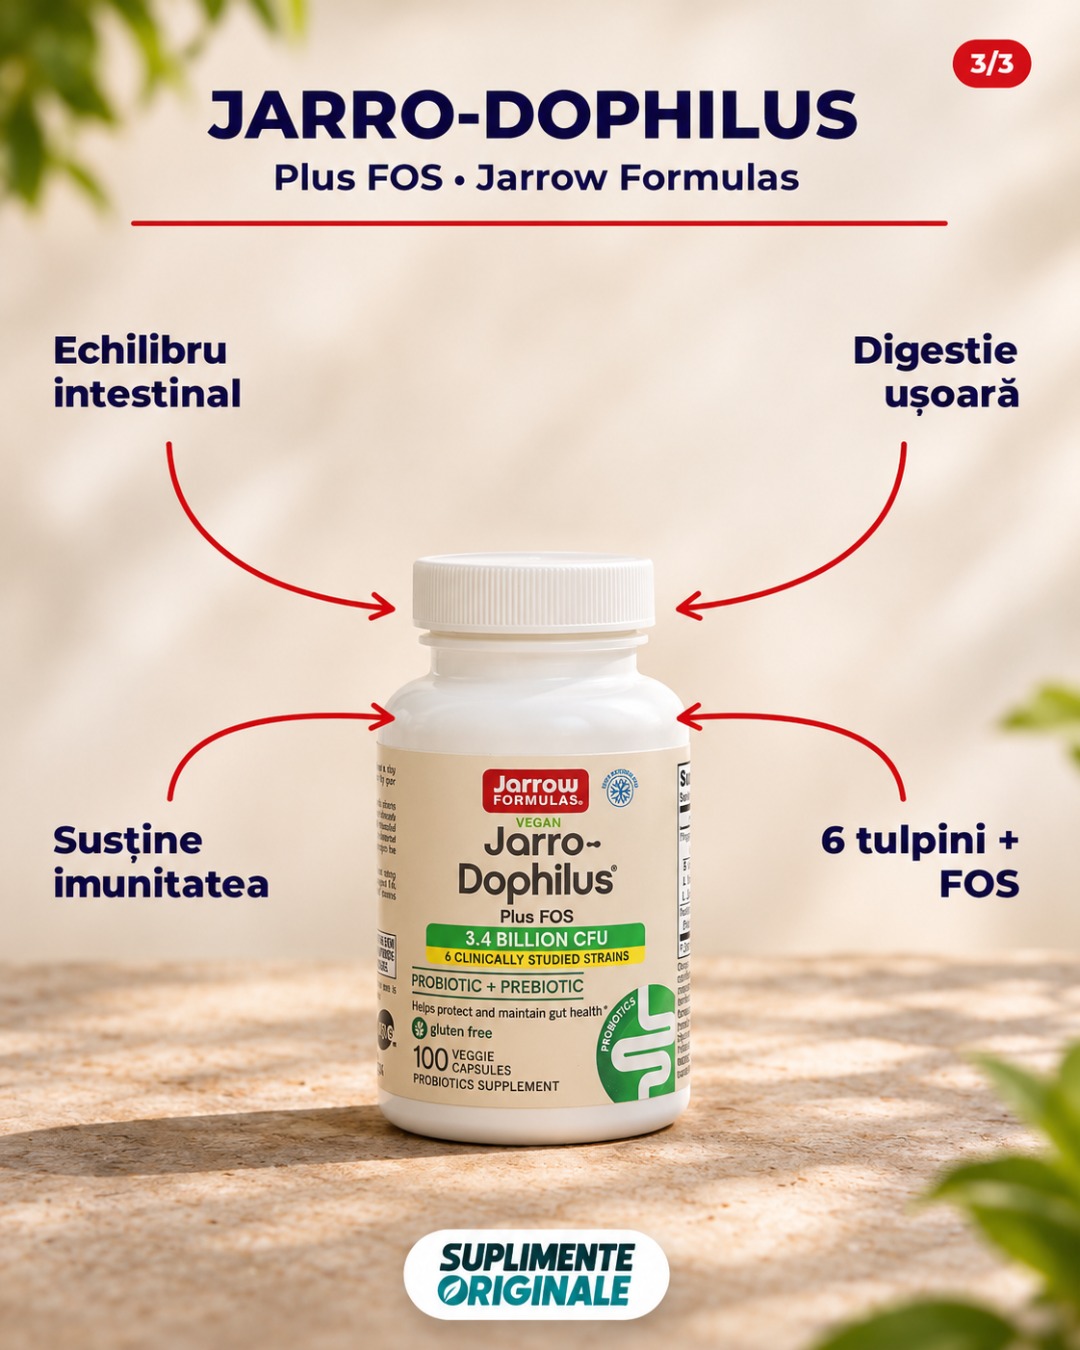 3/3
JARRO-DOPHILUS
Plus FOS • Jarrow Formulas
Echilibru
intestinal
Digestie
ușoară
Susține
imunitatea
6 tulpini +
FOS
Jarrow
FORMULAS®
VEGAN
Jarro-
Dophilus®
Plus FOS
3.4 BILLION CFU
6 CLINICALLY STUDIED STRAINS
PROBIOTIC + PREBIOTIC
Helps protect and maintain gut health*
gluten free
100 VEGGIE
CAPSULES
PROBIOTICS SUPPLEMENT
PROBIOTICS
SUPLIMENTE
ORIGINALE